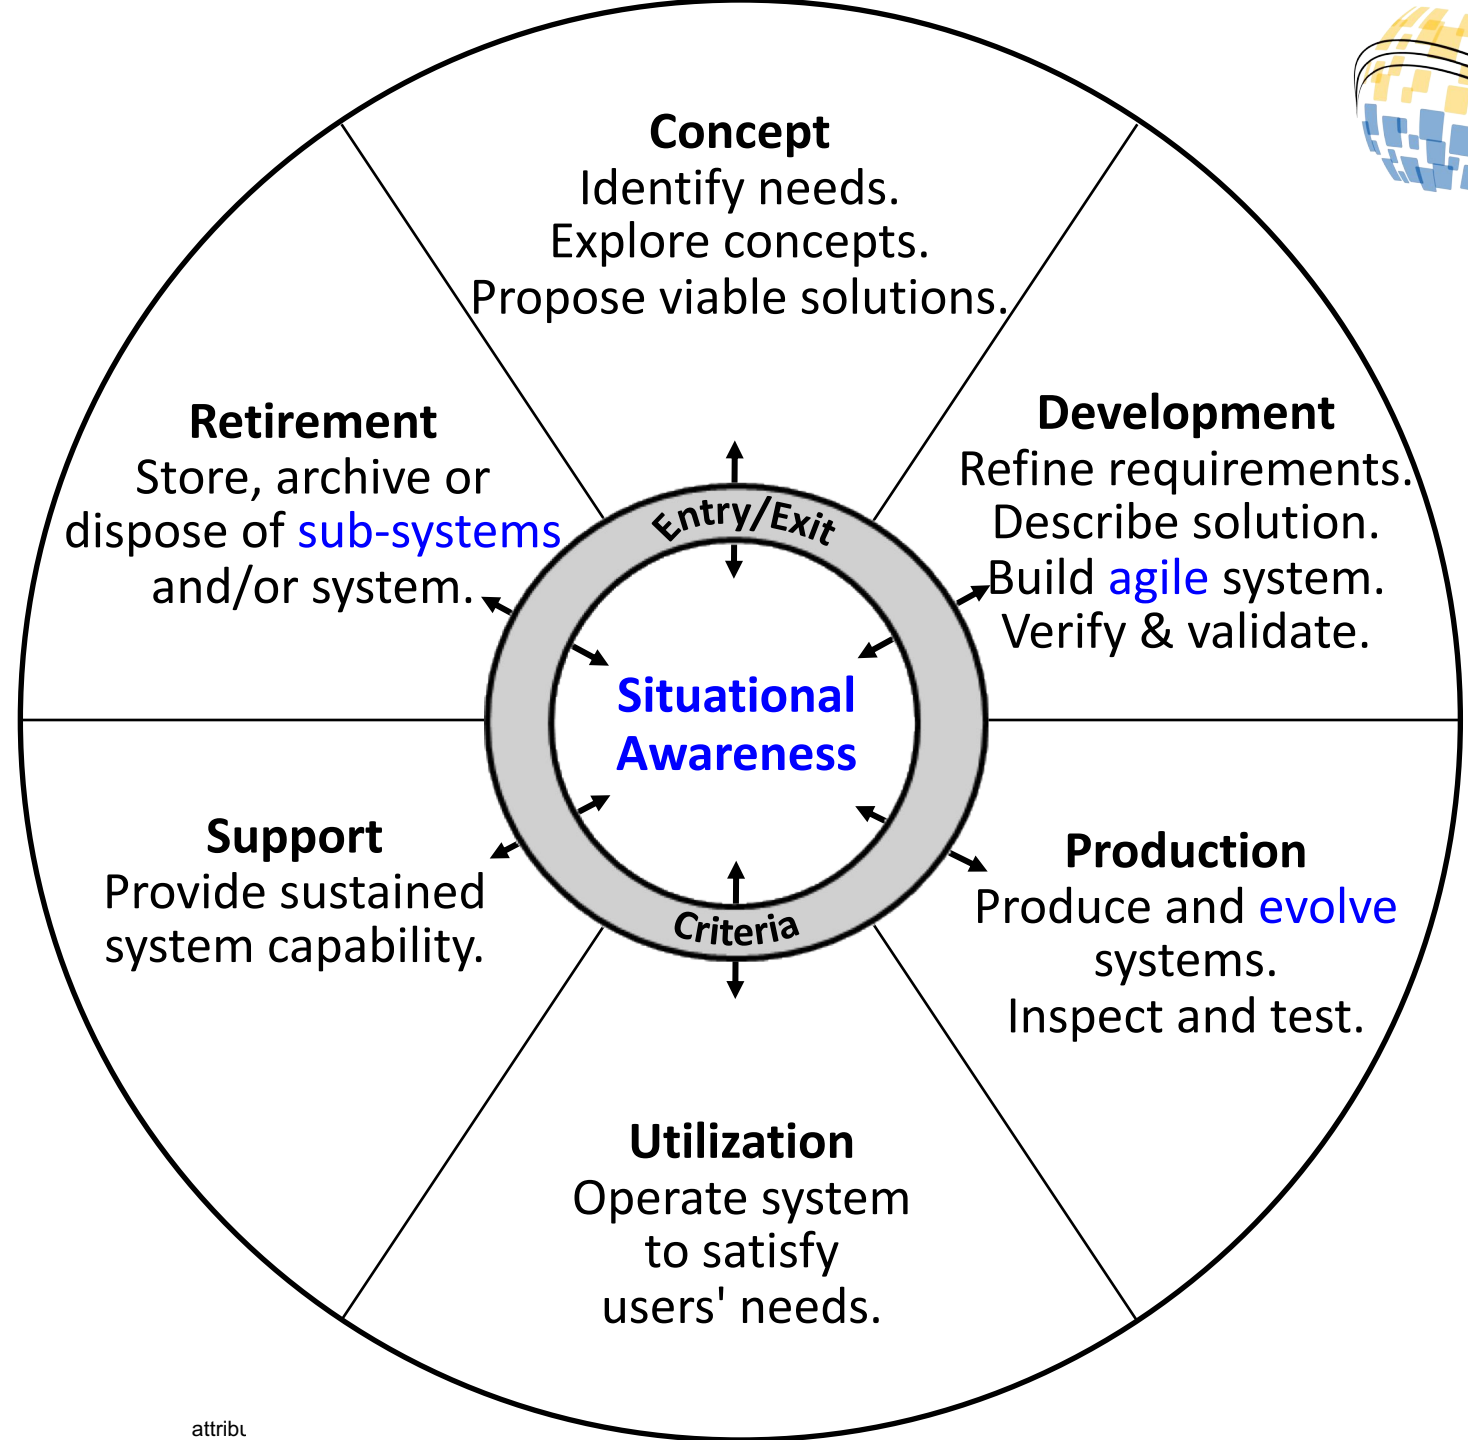 Concept
Identify needs.
Explore concepts.
Propose viable solutions.
Development
Refine requirements.
Describe solution.
Build agile system.
Verify & validate.
Production
Produce and evolve
systems.
Inspect and test.
Utilization
Operate system
to satisfy
users' needs.
Support
Provide sustained
system capability.
Retirement
Store, archive or
dispose of sub-systems
and/or system.
Entry/Exit
Criteria
Situational
Awareness